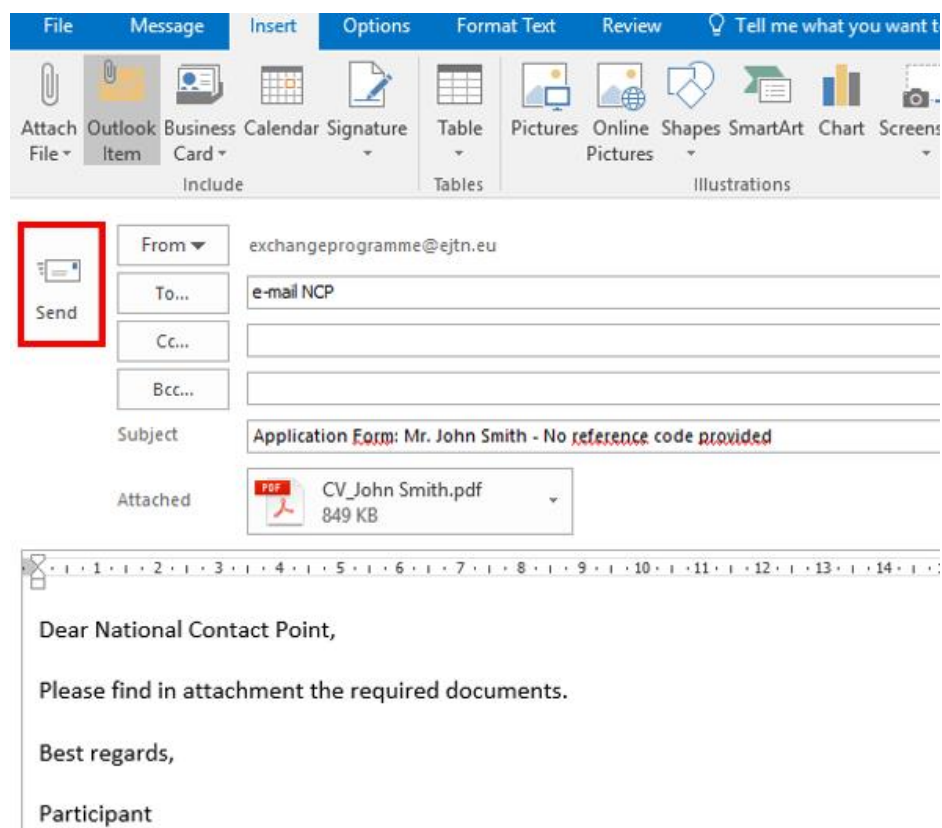 File Message Insert Options Format Text Review Tell me what you want t
Attach Outlook Business Calendar Signature Table Pictures Online Shapes SmartArt Chart Screens
File Item Card Pictures
Include Tables Illustrations
From exchangeprogramme@ejtn.eu
To... e-mail NCP
Send
Cc...
Bcc...
Subject Application Form: Mr. John Smith - No reference code provided
Attached PDF CV_John Smith.pdf
849 KB
1 2 3 4 5 6 7 8 9 10 11 12 13 14
Dear National Contact Point,
Please find in attachment the required documents.
Best regards,
Participant